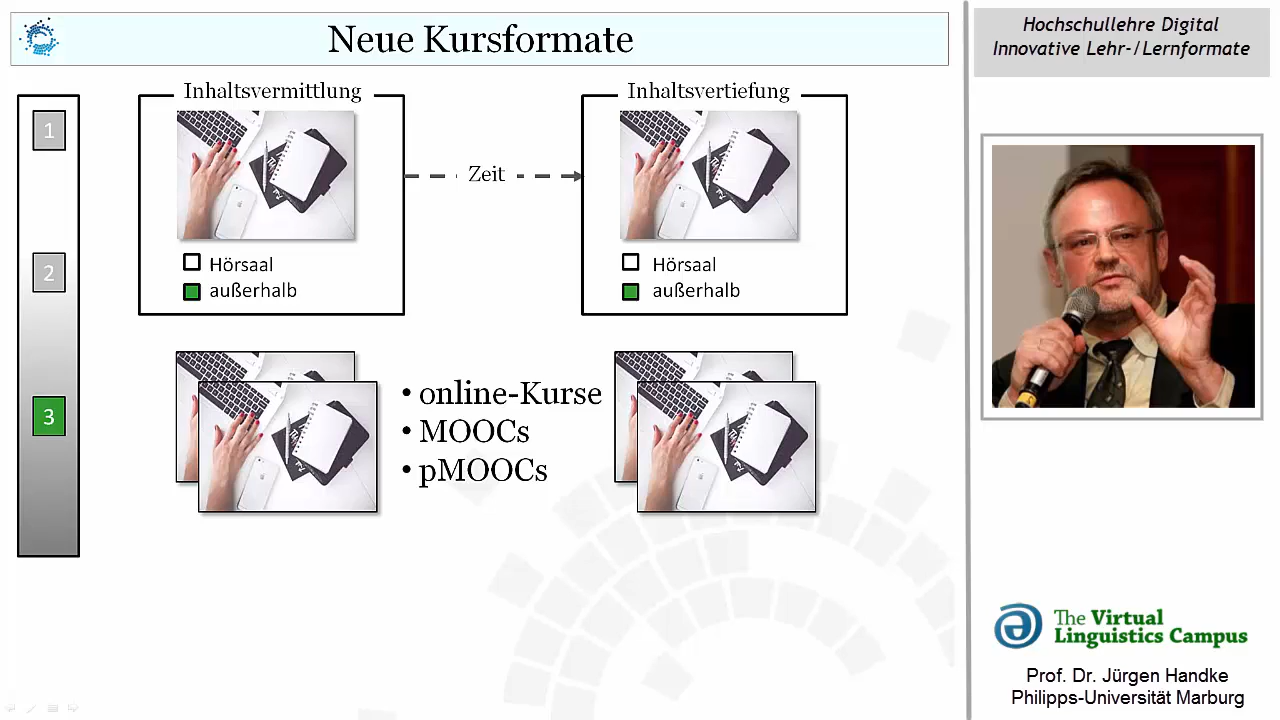 Neue Kursformate
Hochschullehre Digital
Innovative Lehr-/Lernformate
1
2
3
Inhaltsvermittlung
Hörsaal
außerhalb
Zeit
Inhaltsvertiefung
Hörsaal
außerhalb
• online-Kurse
• MOOCs
• pMOOCs
The Virtual
Linguistics Campus
Prof. Dr. Jürgen Handke
Philipps-Universität Marburg